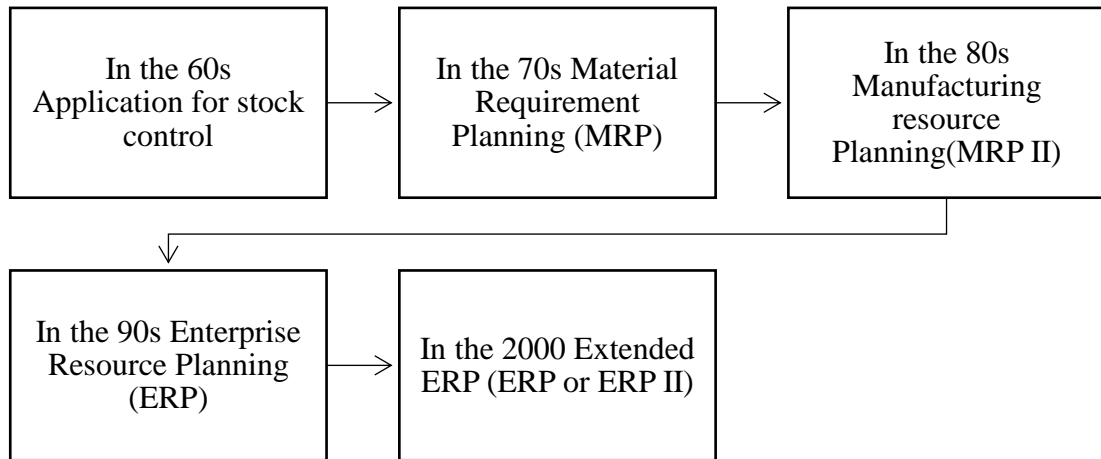 In the 60s
Application for stock
control
In the 70s Material
Requirement
Planning (MRP)
In the 80s
Manufacturing
resource
Planning(MRP II)
In the 90s Enterprise
Resource Planning
(ERP)
In the 2000 Extended
ERP (ERP or ERP II)